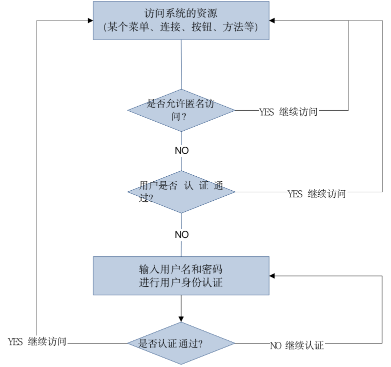 访问系统的资源
(某个菜单、连接、按钮、方法等)
是否允许匿名访
问?
YES 继续访问
NO
用户是否 认 证 通
过?
YES 继续访问
NO
输入用户名和密码
进行用户身份认证
是否认证通过?
YES 继续访问
NO 继续认证